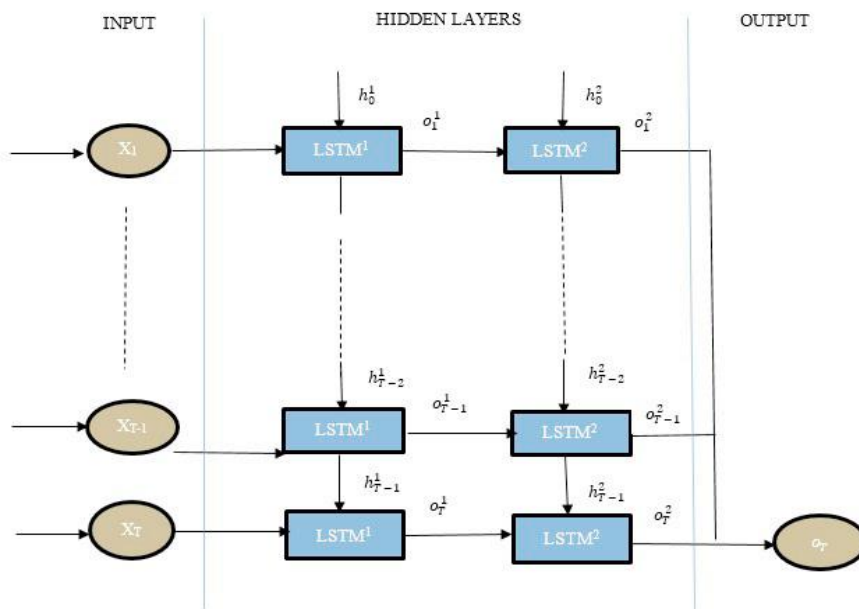 INPUT HIDDEN LAYERS OUTPUT
h_0^1 h_0^2
o_1^1 o_1^2
X_1 LSTM^1 LSTM^2
h_{T-2}^1 h_{T-2}^2
o_{T-1}^1 o_{T-1}^2
X_{T-1} LSTM^1 LSTM^2
h_{T-1}^1 h_{T-1}^2
o_T^1 o_T^2
X_T LSTM^1 LSTM^2 o_T